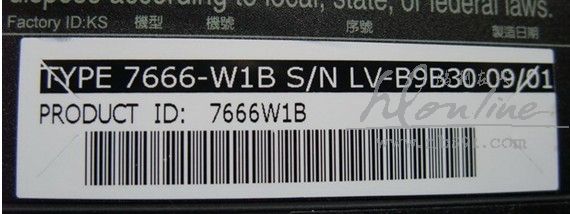 dispose according to local, state, or federal laws.
Factory ID:KS 機型 機號 序號 製造日期
TYPE 7666-W1B S/N LV-B9B30 09/01
PRODUCT ID: 7666W1B